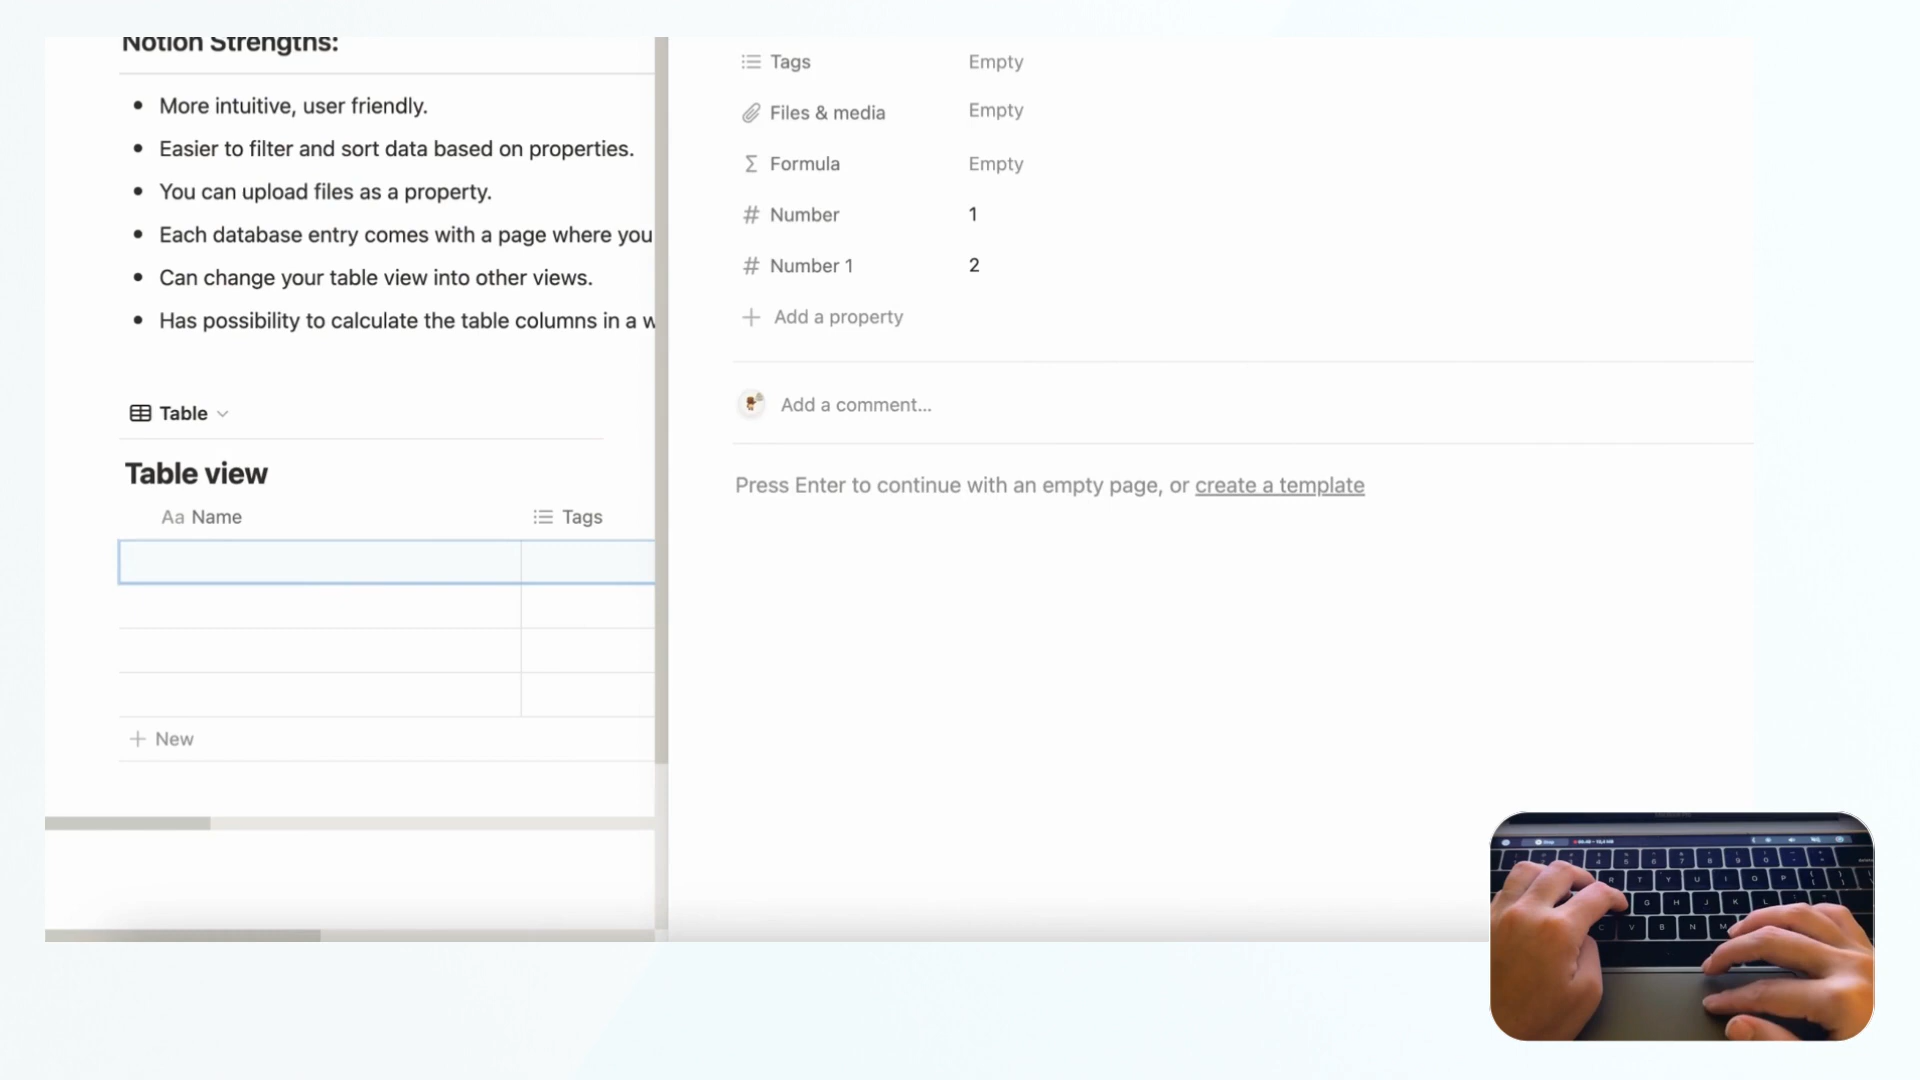 Notion Strengths:
More intuitive, user friendly.
Easier to filter and sort data based on properties.
You can upload files as a property.
Each database entry comes with a page where you
Can change your table view into other views.
Has possibility to calculate the table columns in a w
Table
Table view
Aa Name
Tags
+ New
Tags Empty
Files & media Empty
Σ Formula Empty
# Number 1
# Number 1 2
+ Add a property
Add a comment...
Press Enter to continue with an empty page, or create a template
R T Y U I O P
G H J K L
C V B N M